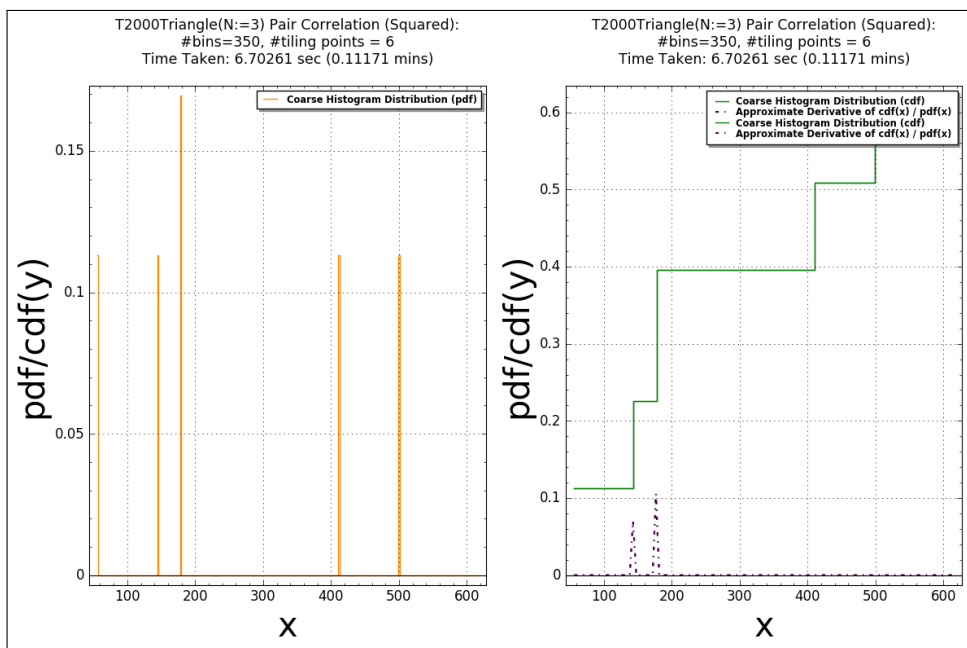 T2000Triangle(N:=3) Pair Correlation (Squared):
#bins=350, #tiling points = 6
Time Taken: 6.70261 sec (0.11171 mins)
Coarse Histogram Distribution (pdf)
0.15
0.1
0.05
0
pdf/cdf(y)
100 200 300 400 500 600
X
T2000Triangle(N:=3) Pair Correlation (Squared):
#bins=350, #tiling points = 6
Time Taken: 6.70261 sec (0.11171 mins)
Coarse Histogram Distribution (cdf)
Approximate Derivative of cdf(x) / pdf(x)
Coarse Histogram Distribution (cdf)
Approximate Derivative of cdf(x) / pdf(x)
0.6
0.5
0.4
0.3
0.2
0.1
0
pdf/cdf(y)
100 200 300 400 500 600
X